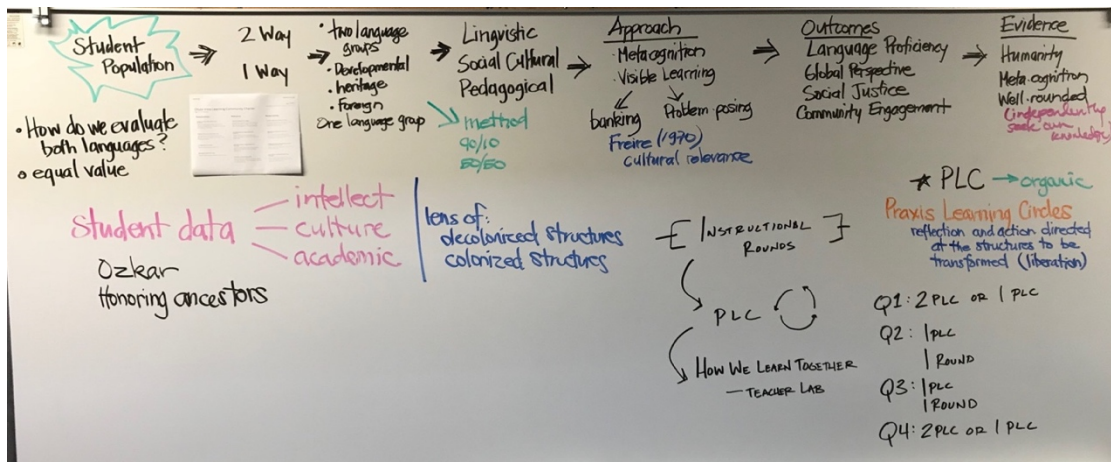 Student
Population
2 Way
1 Way
• two language
groups
• Developmental
• heritage
• foreign
One language group
Linguistic
Social Cultural
Pedagogical
method
90/10
50/50
Approach
• Metacognition
• Visible Learning
banking
Problem-posing
Freire (1970)
cultural relevance
Outcomes
Language Proficiency
Global Perspective
Social Justice
Community Engagement
Evidence
Humanity
Meta-cognition
Well-rounded
(independently
seek own
knowledge)
• How do we evaluate
both languages?
• equal value
Student data
intellect
culture
academic
Ozkar
Honoring ancestors
lens of:
decolonized structures
colonized structures
INSTRUCTIONAL
ROUNDS
PLC
HOW WE LEARN TOGETHER
— TEACHER LAB
★ PLC → organic
Praxis Learning Circles
reflection and action directed
at the structures to be
transformed (liberation)
Q1: 2 PLC OR 1 PLC
Q2: 1 PLC
1 ROUND
Q3: 1 PLC
1 ROUND
Q4: 2 PLC OR 1 PLC